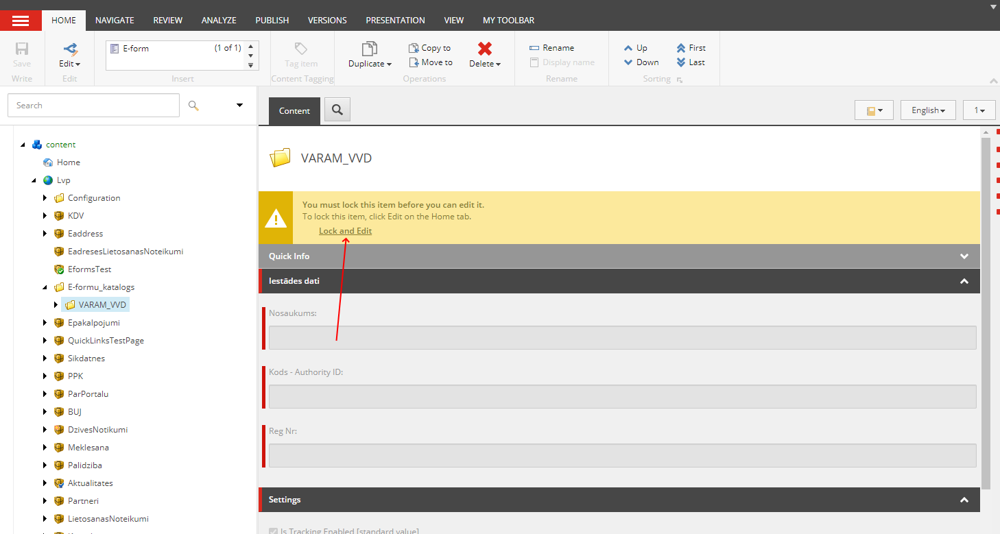 HOME NAVIGATE REVIEW ANALYZE PUBLISH VERSIONS PRESENTATION VIEW MY TOOLBAR
Save
Write
Edit
Edit
E-form (1 of 1)
Insert
Tag item
Content Tagging
Duplicate
Copy to
Move to
Delete
Operations
Rename
Display name
Rename
Up
Down
First
Last
Sorting
Search
content
Home
Lvp
Configuration
KDV
Eaddress
EadresesLietosanasNoteikumi
EformsTest
E-formu_katalogs
VARAM_VVD
Epakalpojumi
QuickLinksTestPage
Sikdatnes
PPK
ParPortalu
BUJ
DzivesNotikumi
Meklesana
Palidziba
Aktualitates
Partneri
LietosanasNoteikumi
Content
English
1
VARAM_VVD
You must lock this item before you can edit it.
To lock this item, click Edit on the Home tab.
Lock and Edit
Quick Info
Iestādes dati
Nosaukums:
Kods - Authority ID:
Reg Nr:
Settings
Is Tracking Enabled [standard value]